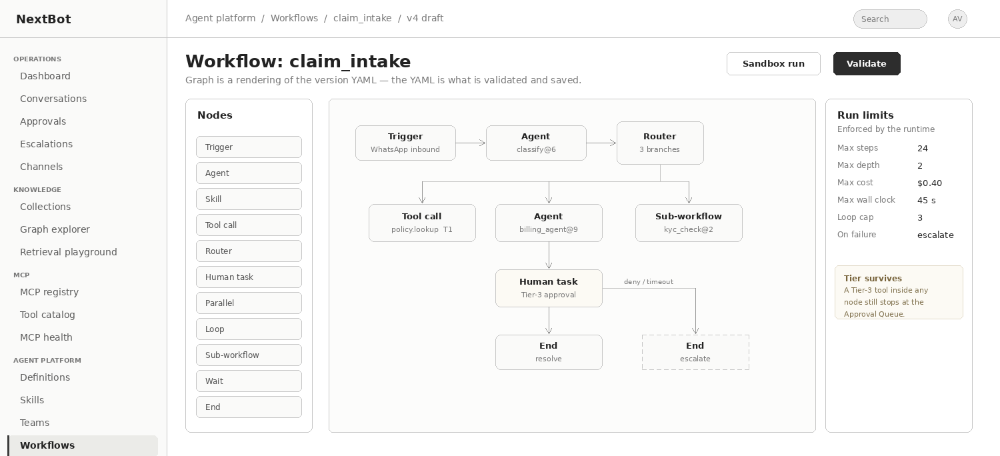 NextBot
Agent platform / Workflows / claim_intake / v4 draft
Search
AV
OPERATIONS
Dashboard
Conversations
Approvals
Escalations
Channels
KNOWLEDGE
Collections
Graph explorer
Retrieval playground
MCP
MCP registry
Tool catalog
MCP health
AGENT PLATFORM
Definitions
Skills
Teams
Workflows
Workflow: claim_intake
Graph is a rendering of the version YAML — the YAML is what is validated and saved.
Sandbox run
Validate
Nodes
Trigger
Agent
Skill
Tool call
Router
Human task
Parallel
Loop
Sub-workflow
Wait
End
Trigger
WhatsApp inbound
Agent
classify@6
Router
3 branches
Tool call
policy.lookup T1
Agent
billing_agent@9
Sub-workflow
kyc_check@2
Human task
Tier-3 approval
deny / timeout
End
resolve
End
escalate
Run limits
Enforced by the runtime
Max steps 24
Max depth 2
Max cost $0.40
Max wall clock 45 s
Loop cap 3
On failure escalate
Tier survives
A Tier-3 tool inside any
node still stops at the
Approval Queue.